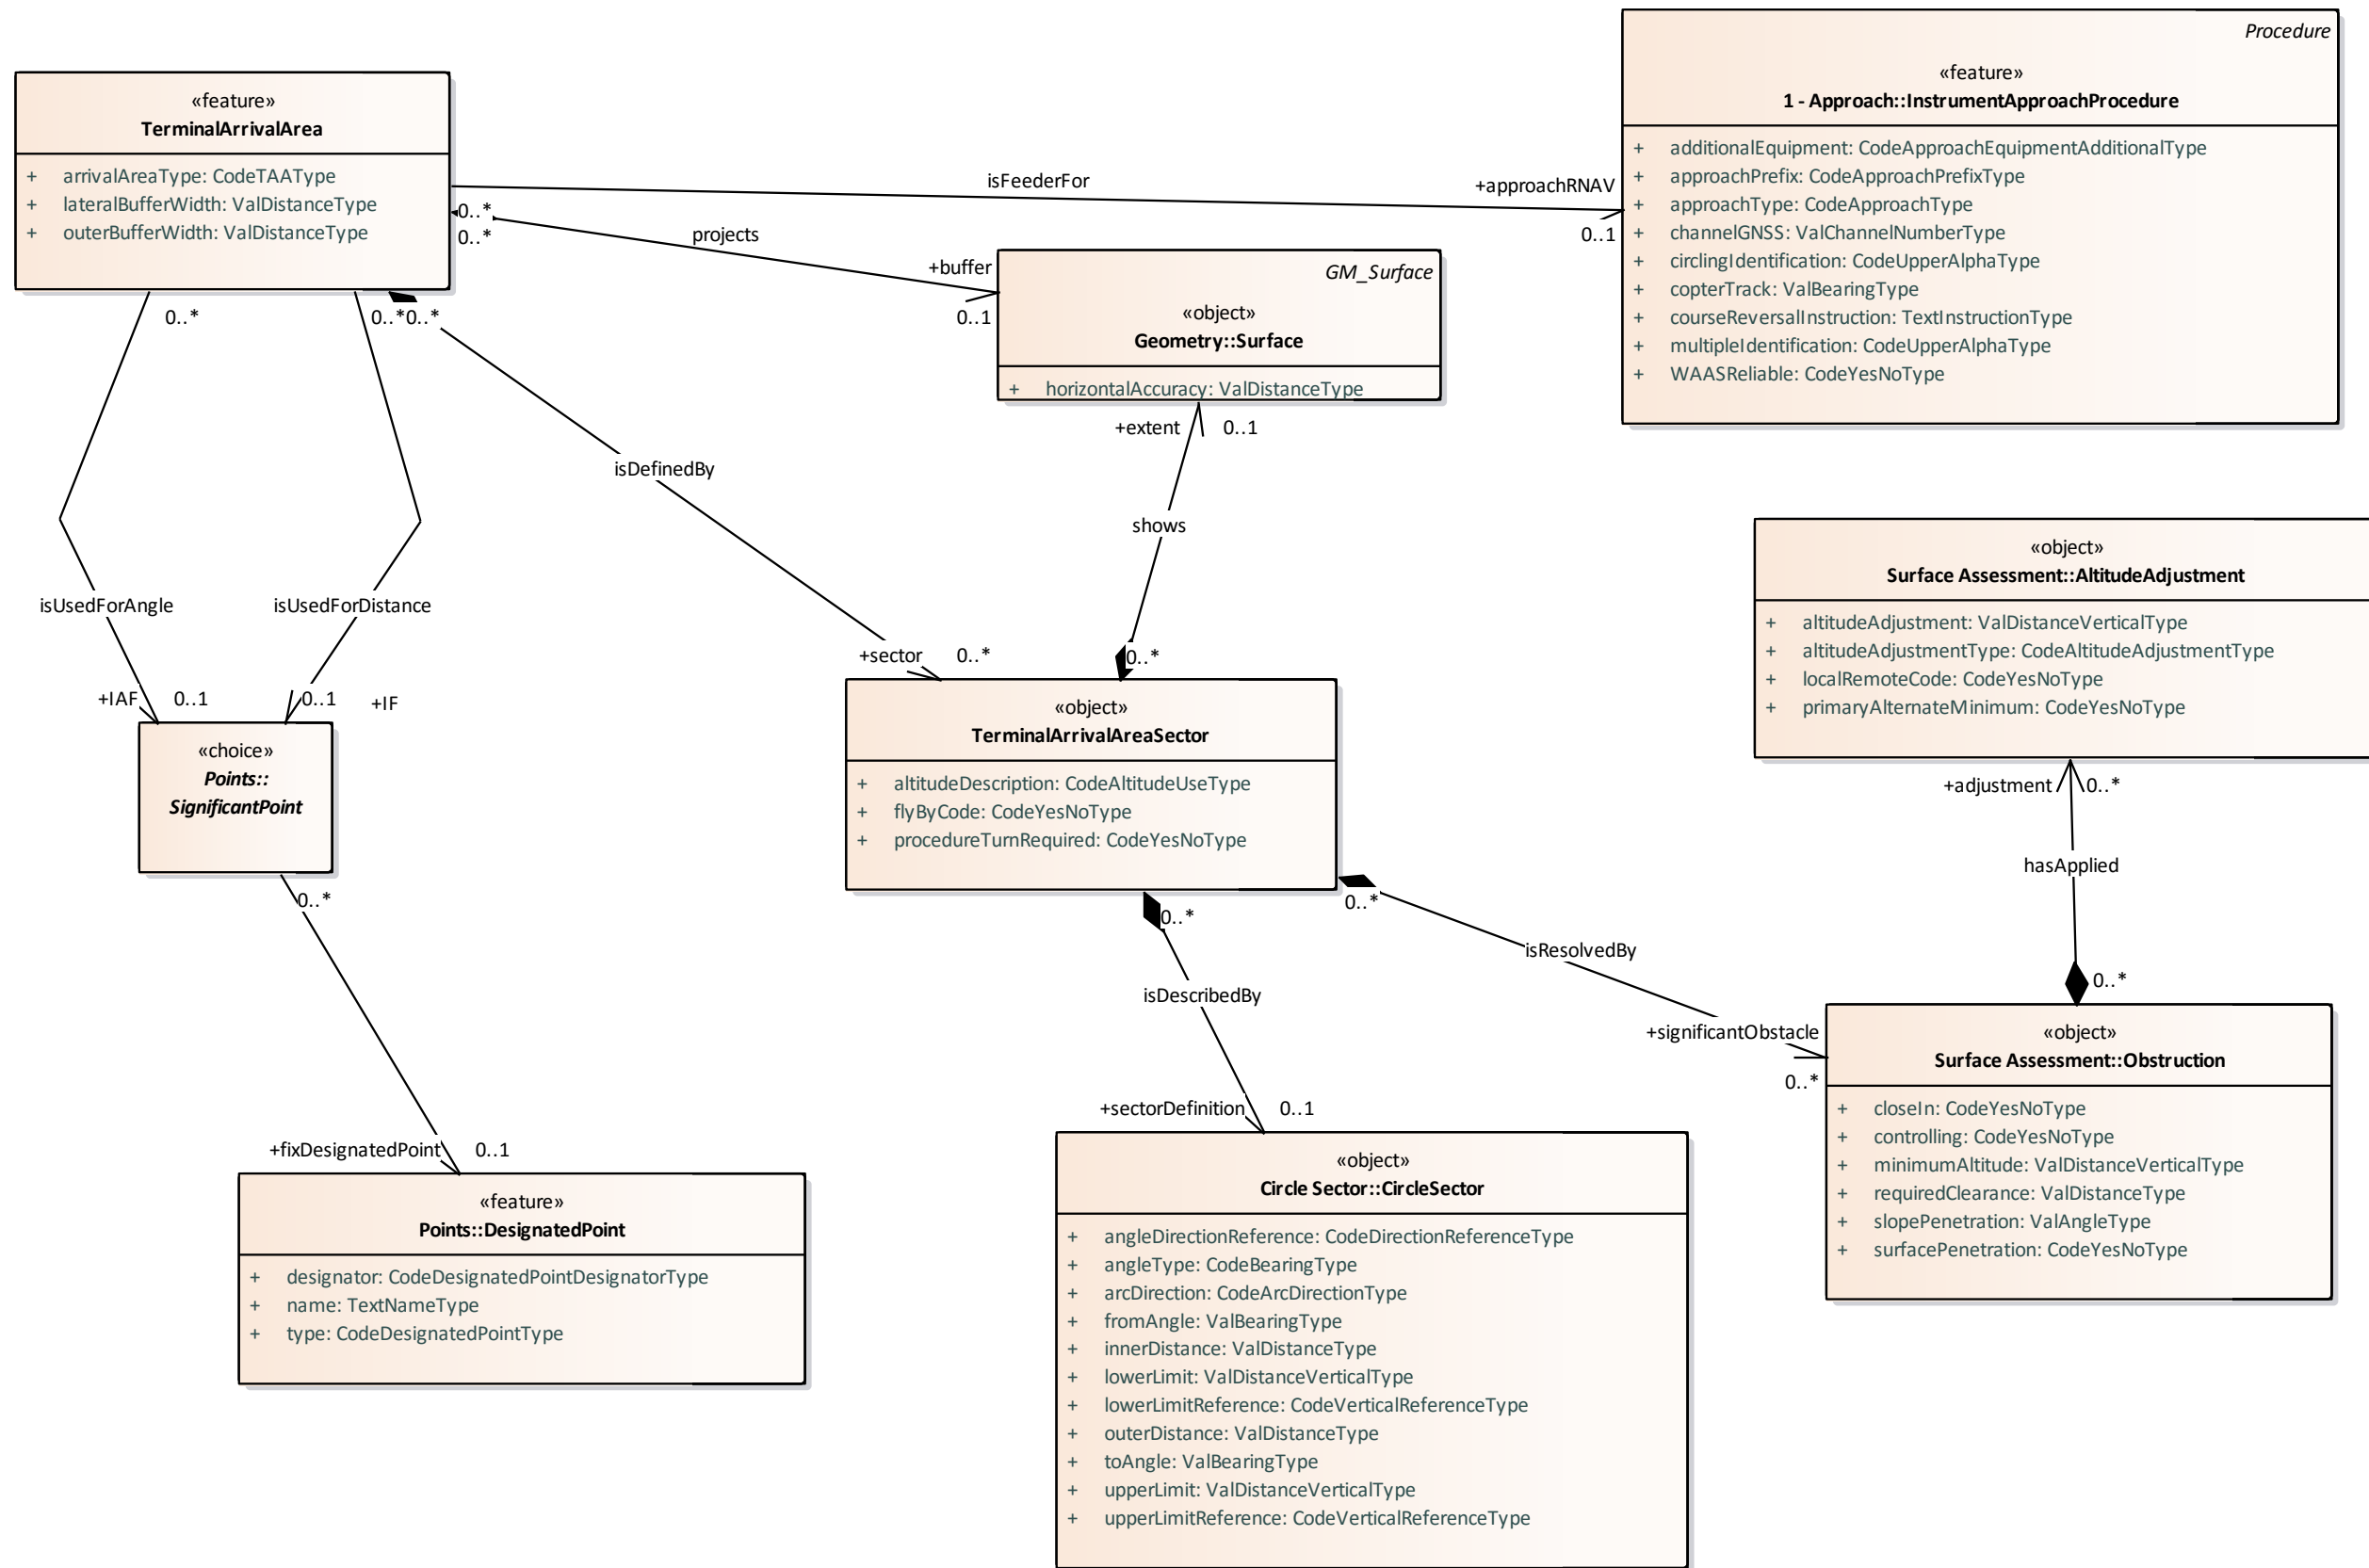 «feature»
TerminalArrivalArea
+ arrivalAreaType: CodeTAAType
+ lateralBufferWidth: ValDistanceType
+ outerBufferWidth: ValDistanceType
Procedure
«feature»
1 - Approach::InstrumentApproachProcedure
+ additionalEquipment: CodeApproachEquipmentAdditionalType
+ approachPrefix: CodeApproachPrefixType
+ approachType: CodeApproachType
+ channelGNSS: ValChannelNumberType
+ circlingIdentification: CodeUpperAlphaType
+ copterTrack: ValBearingType
+ courseReversalInstruction: TextInstructionType
+ multipleIdentification: CodeUpperAlphaType
+ WAASReliable: CodeYesNoType
isFeederFor
+approachRNAV
0..*
0..1
0..*
projects
+buffer
0..1
GM_Surface
«object»
Geometry::Surface
+ horizontalAccuracy: ValDistanceType
0..*
0..*
0..*
isDefinedBy
+extent
0..1
shows
0..*
+sector
0..*
isUsedForAngle
isUsedForDistance
+IAF
0..1
0..1
+IF
«choice»
Points::
SignificantPoint
0..*
«object»
TerminalArrivalAreaSector
+ altitudeDescription: CodeAltitudeUseType
+ flyByCode: CodeYesNoType
+ procedureTurnRequired: CodeYesNoType
«object»
Surface Assessment::AltitudeAdjustment
+ altitudeAdjustment: ValDistanceVerticalType
+ altitudeAdjustmentType: CodeAltitudeAdjustmentType
+ localRemoteCode: CodeYesNoType
+ primaryAlternateMinimum: CodeYesNoType
+adjustment
0..*
hasApplied
0..*
0..*
isResolvedBy
+significantObstacle
0..*
0..*
isDescribedBy
+sectorDefinition
0..1
«object»
Surface Assessment::Obstruction
+ closeIn: CodeYesNoType
+ controlling: CodeYesNoType
+ minimumAltitude: ValDistanceVerticalType
+ requiredClearance: ValDistanceType
+ slopePenetration: ValAngleType
+ surfacePenetration: CodeYesNoType
+fixDesignatedPoint
0..1
«feature»
Points::DesignatedPoint
+ designator: CodeDesignatedPointDesignatorType
+ name: TextNameType
+ type: CodeDesignatedPointType
«object»
Circle Sector::CircleSector
+ angleDirectionReference: CodeDirectionReferenceType
+ angleType: CodeBearingType
+ arcDirection: CodeArcDirectionType
+ fromAngle: ValBearingType
+ innerDistance: ValDistanceType
+ lowerLimit: ValDistanceVerticalType
+ lowerLimitReference: CodeVerticalReferenceType
+ outerDistance: ValDistanceType
+ toAngle: ValBearingType
+ upperLimit: ValDistanceVerticalType
+ upperLimitReference: CodeVerticalReferenceType